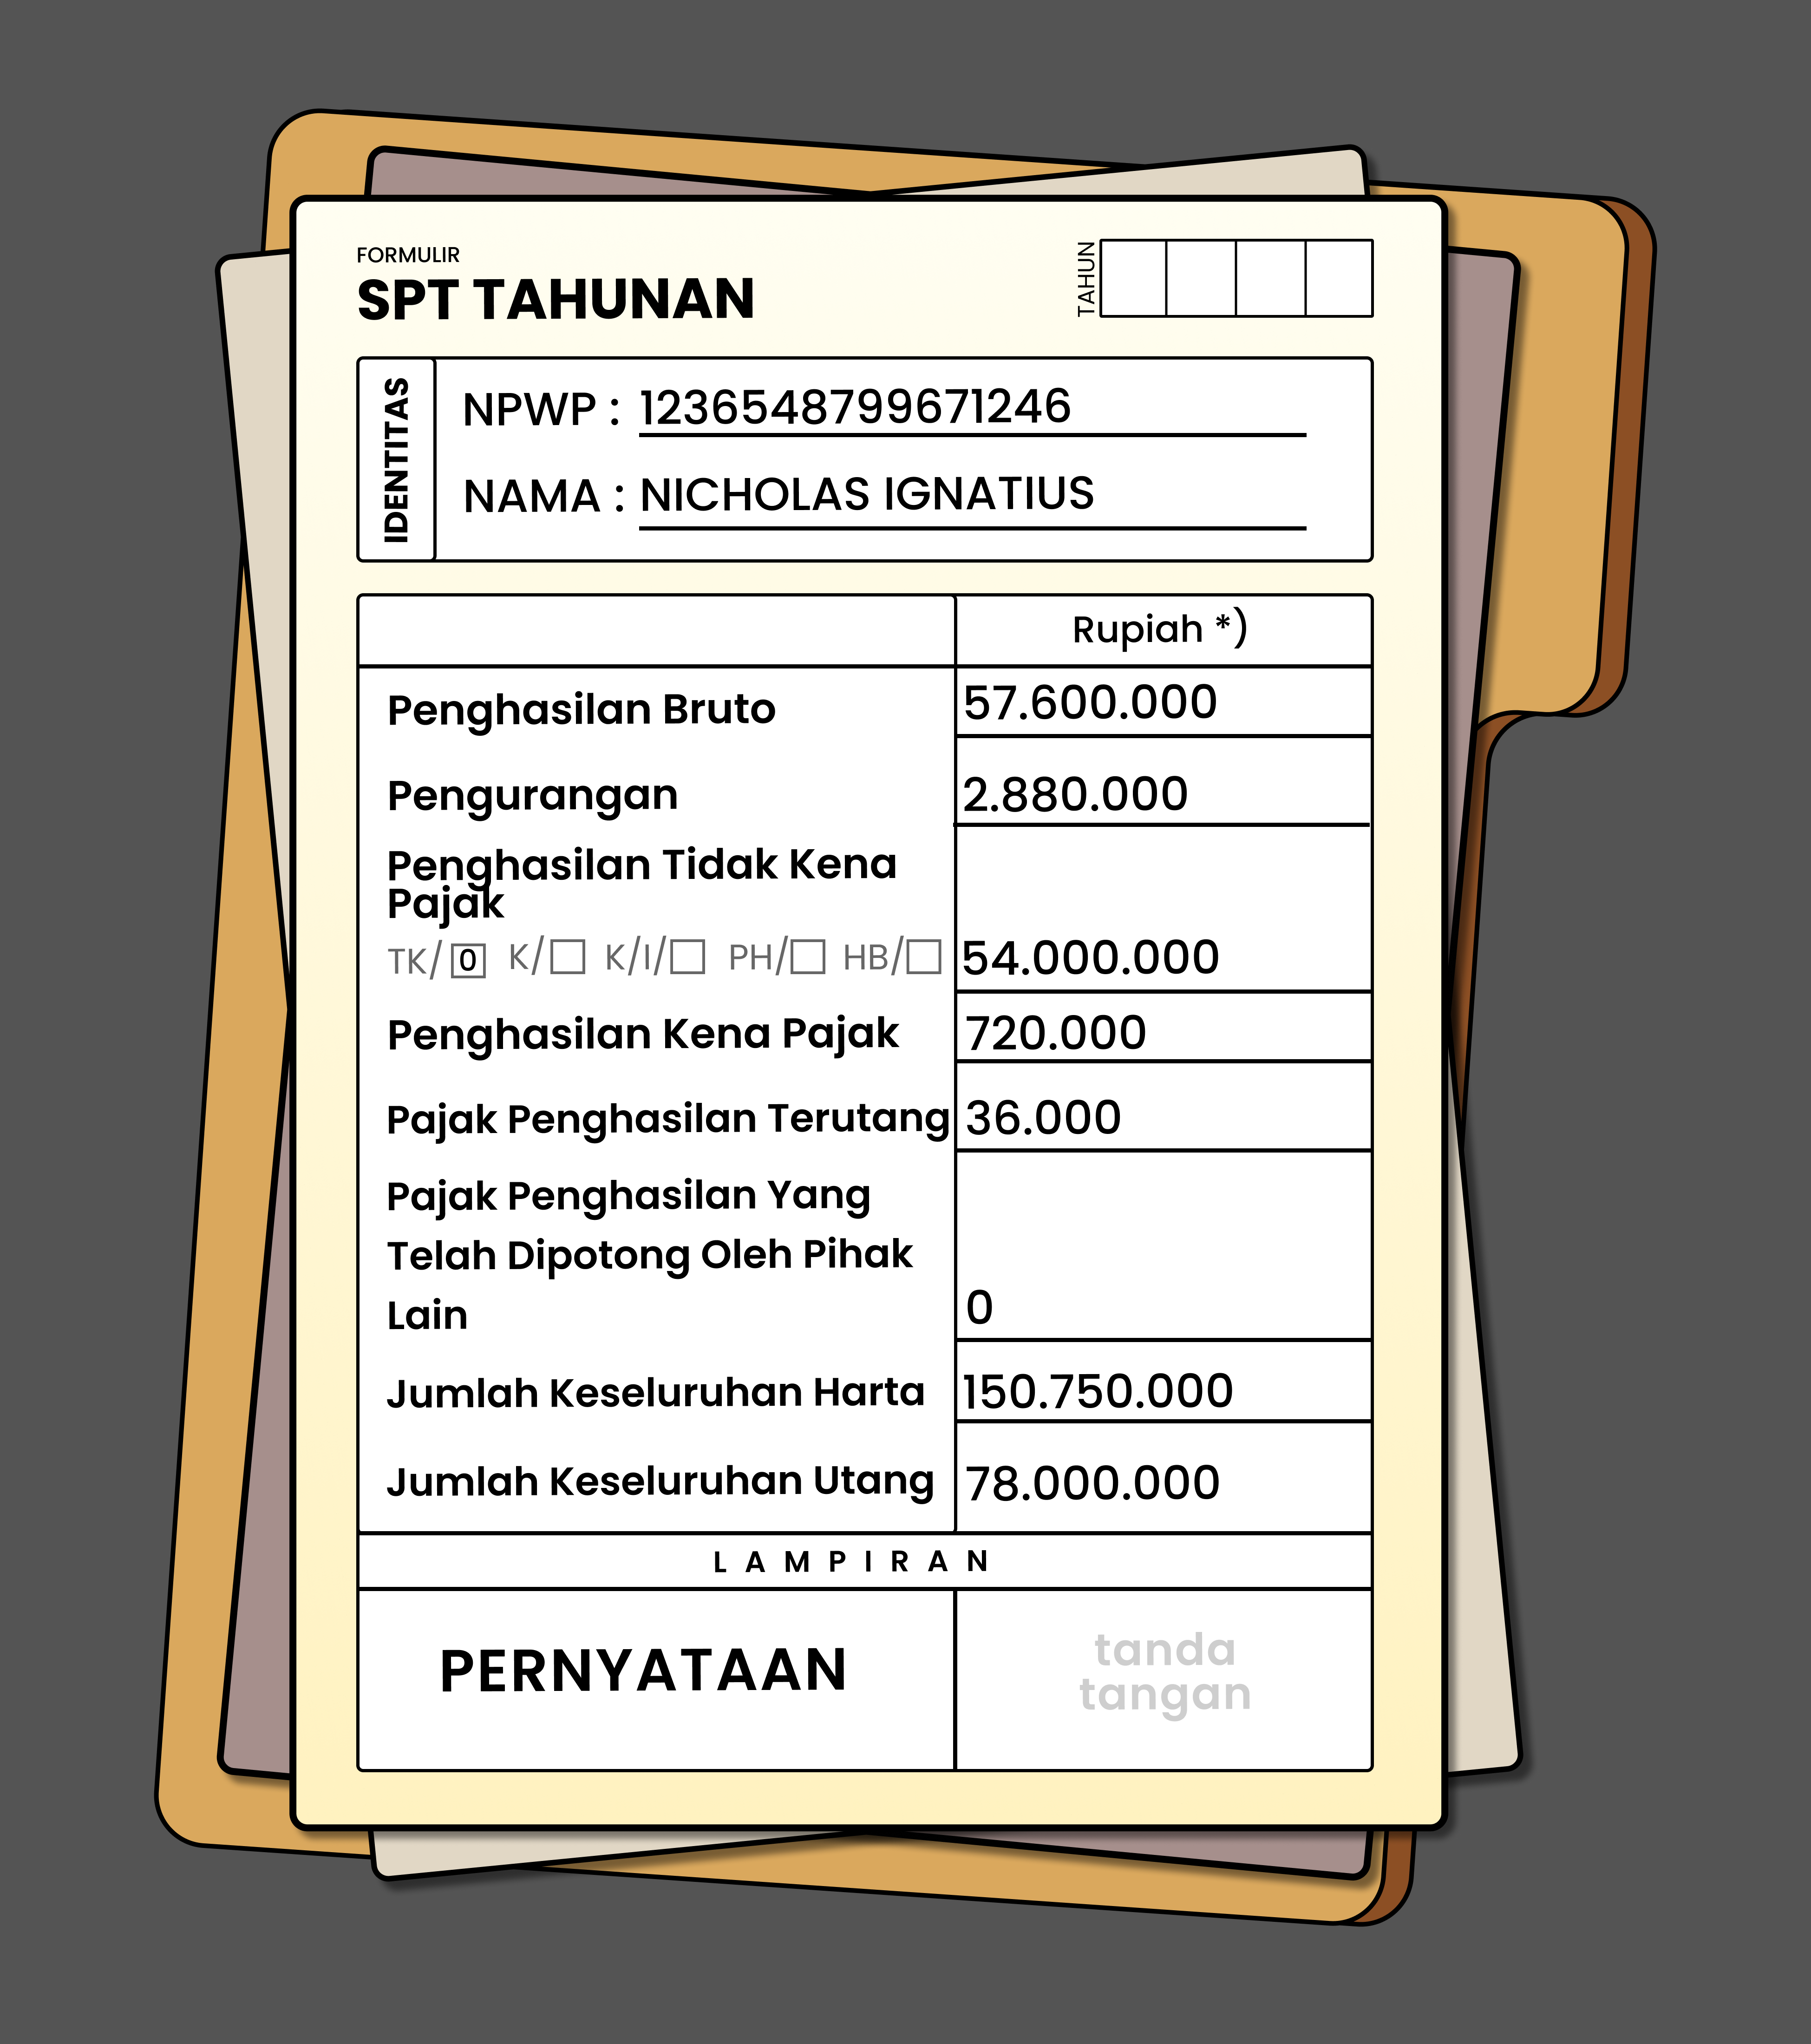 FORMULIR
SPT TAHUNAN
TAHUN
IDENTITAS
NPWP : 1236548799671246
NAMA : NICHOLAS IGNATIUS
Rupiah *)
Penghasilan Bruto 57.600.000
Pengurangan 2.880.000
Penghasilan Tidak Kena
Pajak
TK/ 0 K/ K/I/ PH/ HB/ 54.000.000
Penghasilan Kena Pajak 720.000
Pajak Penghasilan Terutang 36.000
Pajak Penghasilan Yang
Telah Dipotong Oleh Pihak
Lain 0
Jumlah Keseluruhan Harta 150.750.000
Jumlah Keseluruhan Utang 78.000.000
LAMPIRAN
PERNYATAAN
tanda
tangan